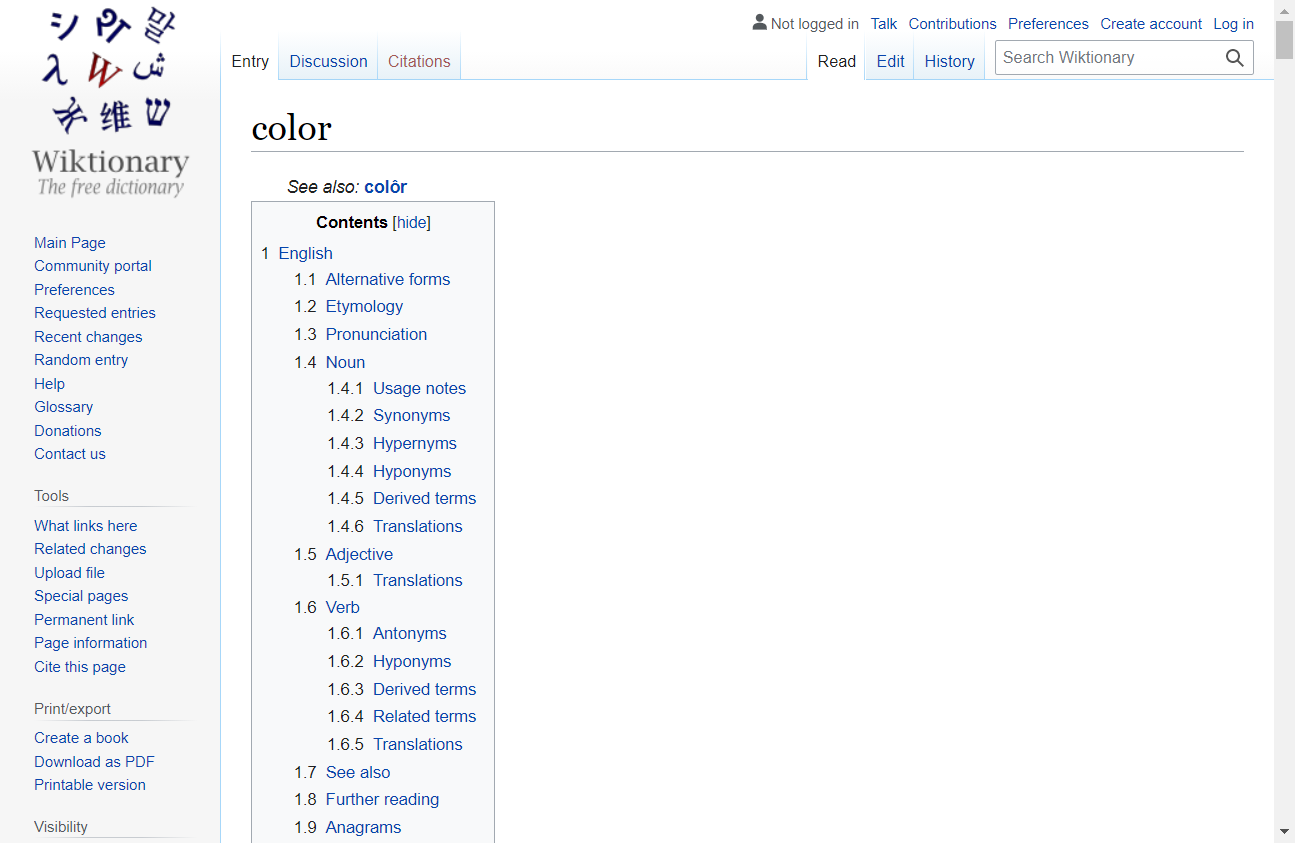 Not logged in Talk Contributions Preferences Create account Log in
Entry Discussion Citations Read Edit History Search Wiktionary
Wiktionary
The free dictionary
color
See also: colôr
Contents [hide]
1 English
1.1 Alternative forms
1.2 Etymology
1.3 Pronunciation
1.4 Noun
1.4.1 Usage notes
1.4.2 Synonyms
1.4.3 Hypernyms
1.4.4 Hyponyms
1.4.5 Derived terms
1.4.6 Translations
1.5 Adjective
1.5.1 Translations
1.6 Verb
1.6.1 Antonyms
1.6.2 Hyponyms
1.6.3 Derived terms
1.6.4 Related terms
1.6.5 Translations
1.7 See also
1.8 Further reading
1.9 Anagrams
Main Page
Community portal
Preferences
Requested entries
Recent changes
Random entry
Help
Glossary
Donations
Contact us
Tools
What links here
Related changes
Upload file
Special pages
Permanent link
Page information
Cite this page
Print/export
Create a book
Download as PDF
Printable version
Visibility